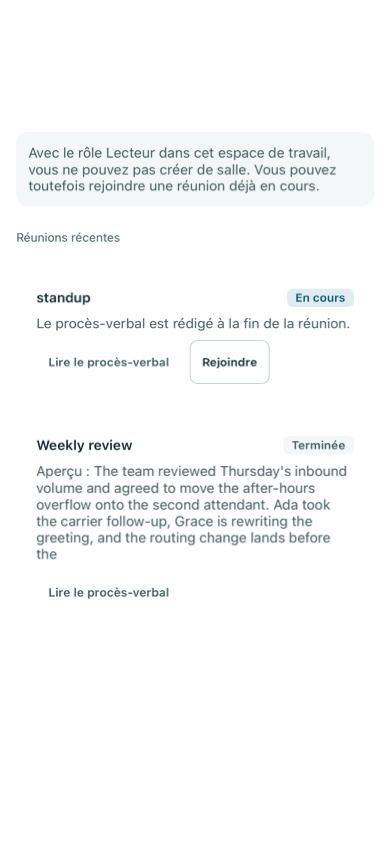 Avec le rôle Lecteur dans cet espace de travail,
vous ne pouvez pas créer de salle. Vous pouvez
toutefois rejoindre une réunion déjà en cours.
Réunions récentes
standup
En cours
Le procès-verbal est rédigé à la fin de la réunion.
Lire le procès-verbal
Rejoindre
Weekly review
Terminée
Aperçu : The team reviewed Thursday's inbound
volume and agreed to move the after-hours
overflow onto the second attendant. Ada took
the carrier follow-up, Grace is rewriting the
greeting, and the routing change lands before
the
Lire le procès-verbal